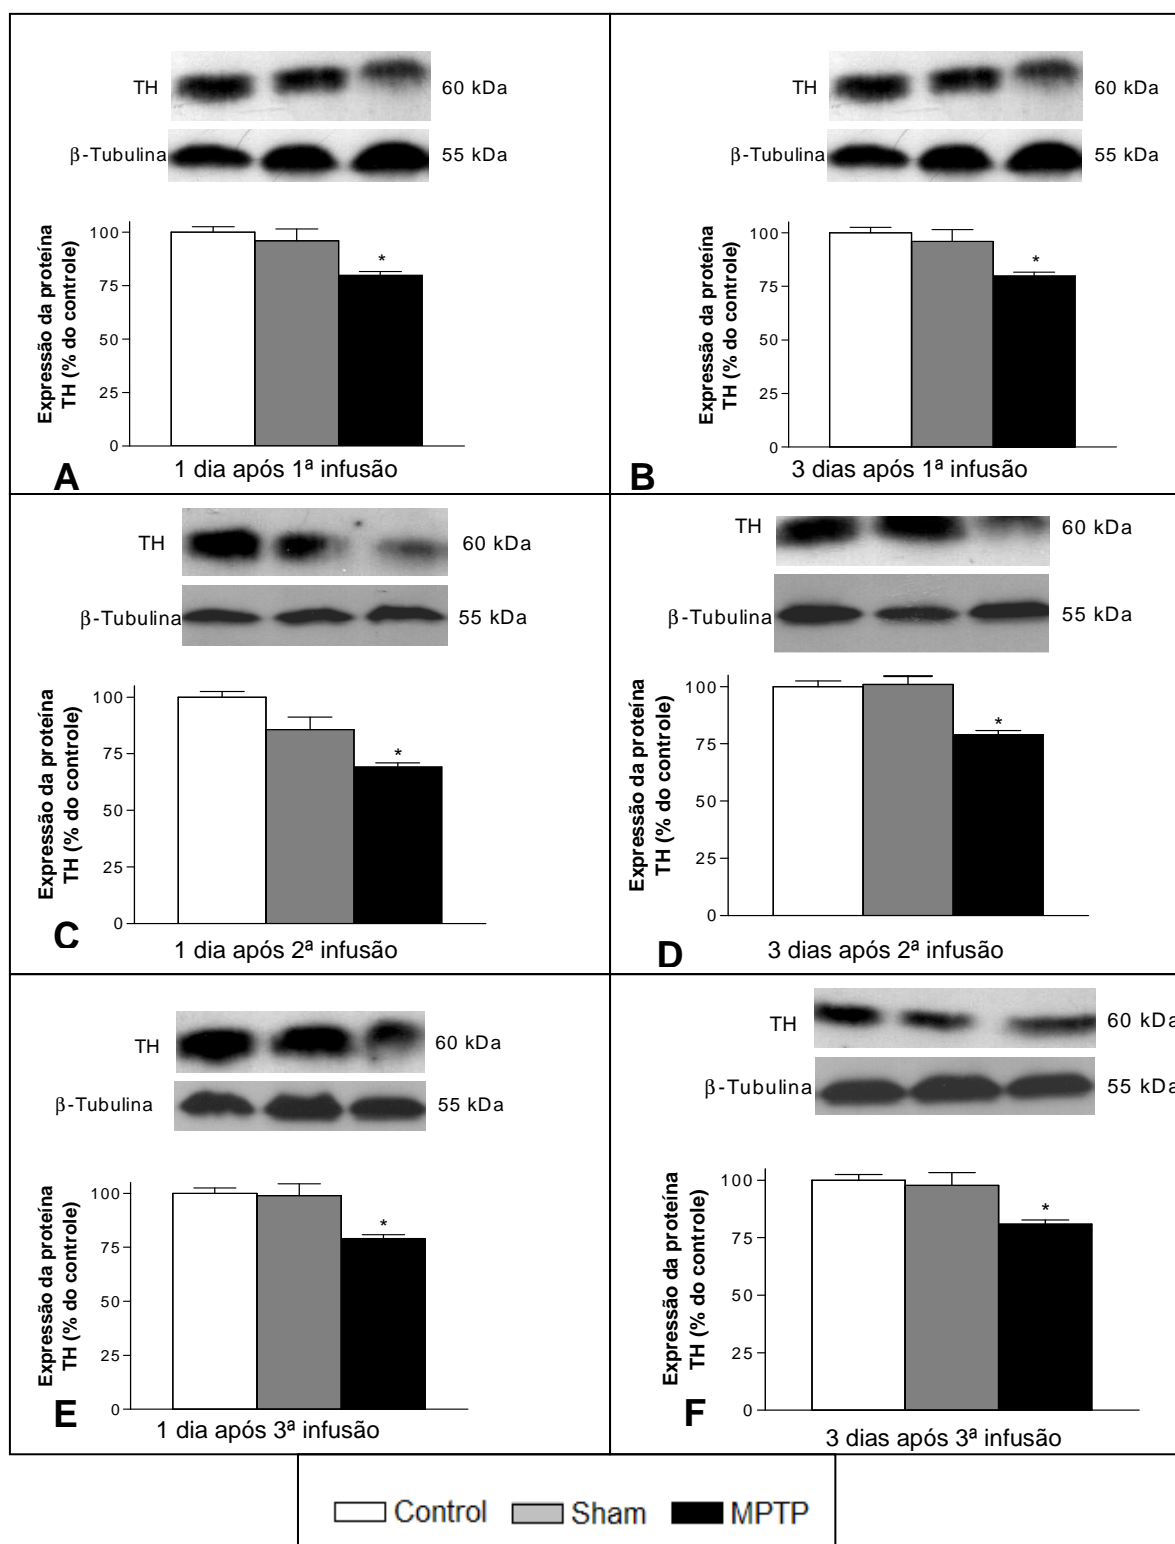 TH 60 kDa
β-Tubulina 55 kDa
Expressão da proteína
TH (% do controle)
100
75
50
25
0
*
A
1 dia após 1ª infusão
TH 60 kDa
β-Tubulina 55 kDa
Expressão da proteína
TH (% do controle)
100
75
50
25
0
*
B
3 dias após 1ª infusão
TH 60 kDa
β-Tubulina 55 kDa
Expressão da proteína
TH (% do controle)
100
75
50
25
0
*
C
1 dia após 2ª infusão
TH 60 kDa
β-Tubulina 55 kDa
Expressão da proteína
TH (% do controle)
100
75
50
25
0
*
D
3 dias após 2ª infusão
TH 60 kDa
β-Tubulina 55 kDa
Expressão da proteína
TH (% do controle)
100
75
50
25
0
*
E
1 dia após 3ª infusão
TH 60 kDa
β-Tubulina 55 kDa
Expressão da proteína
TH (% do controle)
100
75
50
25
0
*
F
3 dias após 3ª infusão
Control Sham MPTP